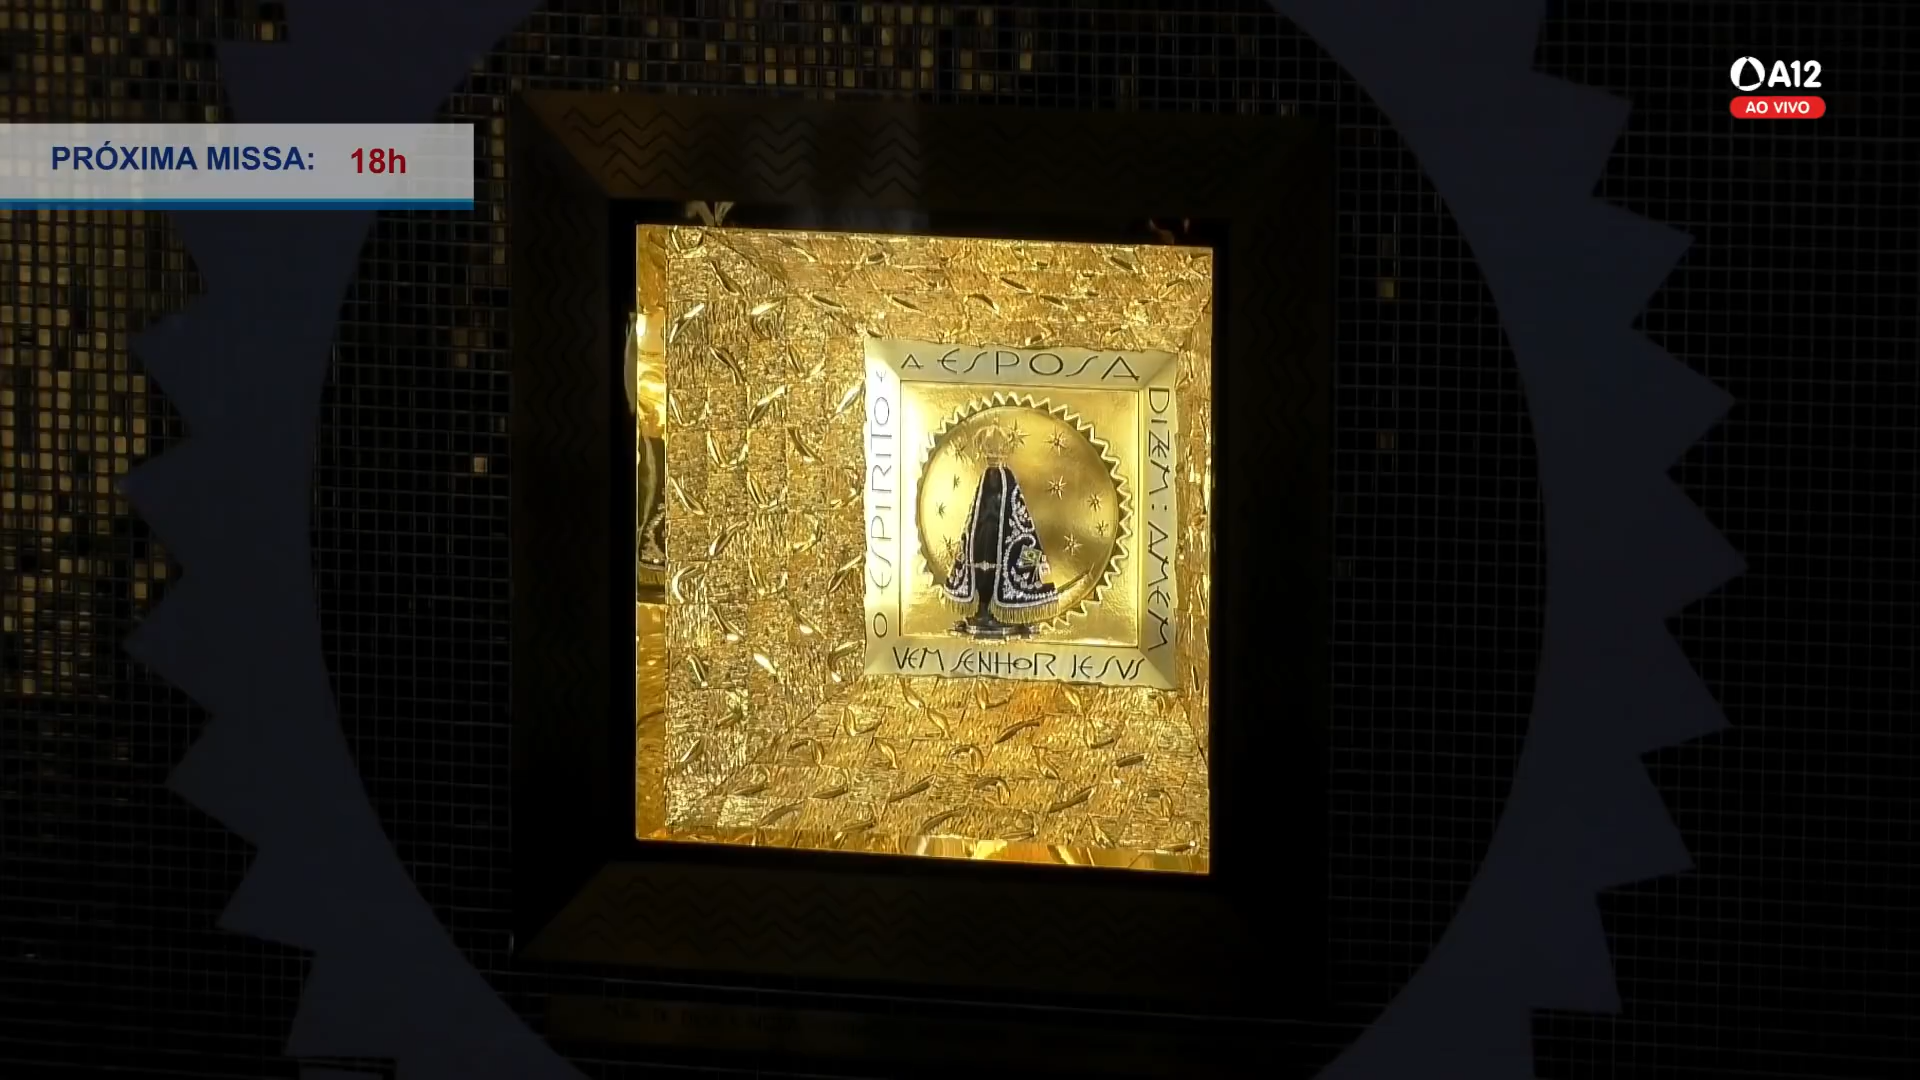 A12
AO VIVO
PRÓXIMA MISSA: 18h
O ESPIRITO E
A ESPOSA
DIZEM: AMÉM
VEM SENHOR JESUS